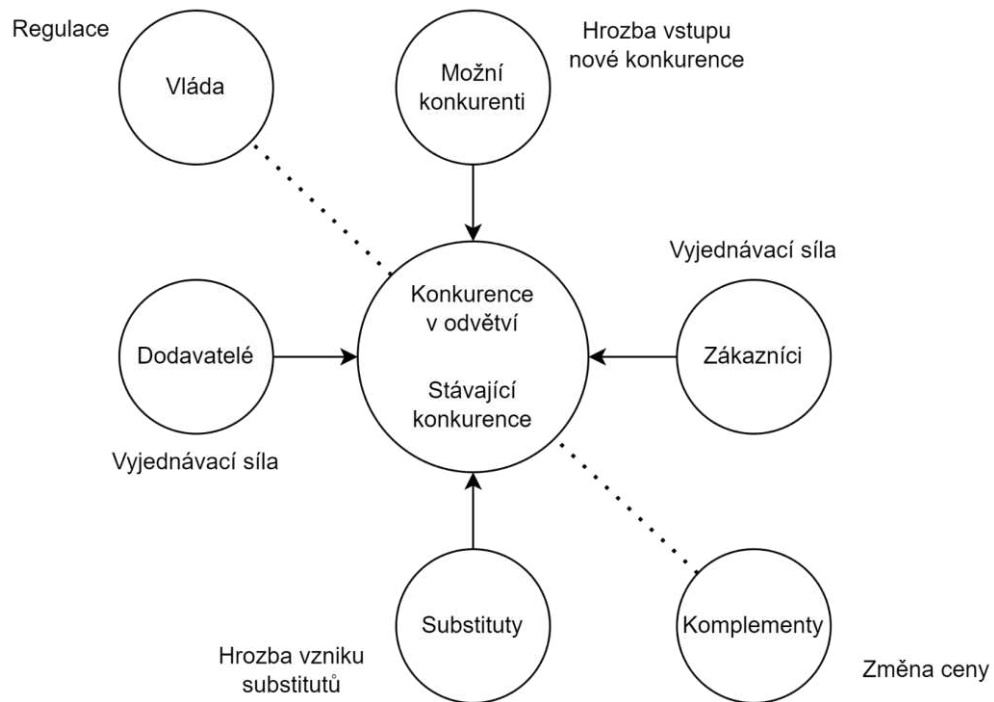 Regulace
Vláda
Možní
konkurenti
Hrozba vstupu
nové konkurence
Dodavatelé
Vyjednávací síla
Konkurence
v odvětví
Stávající
konkurence
Vyjednávací síla
Zákazníci
Hrozba vzniku
substitutů
Substituty
Komplementy
Změna ceny